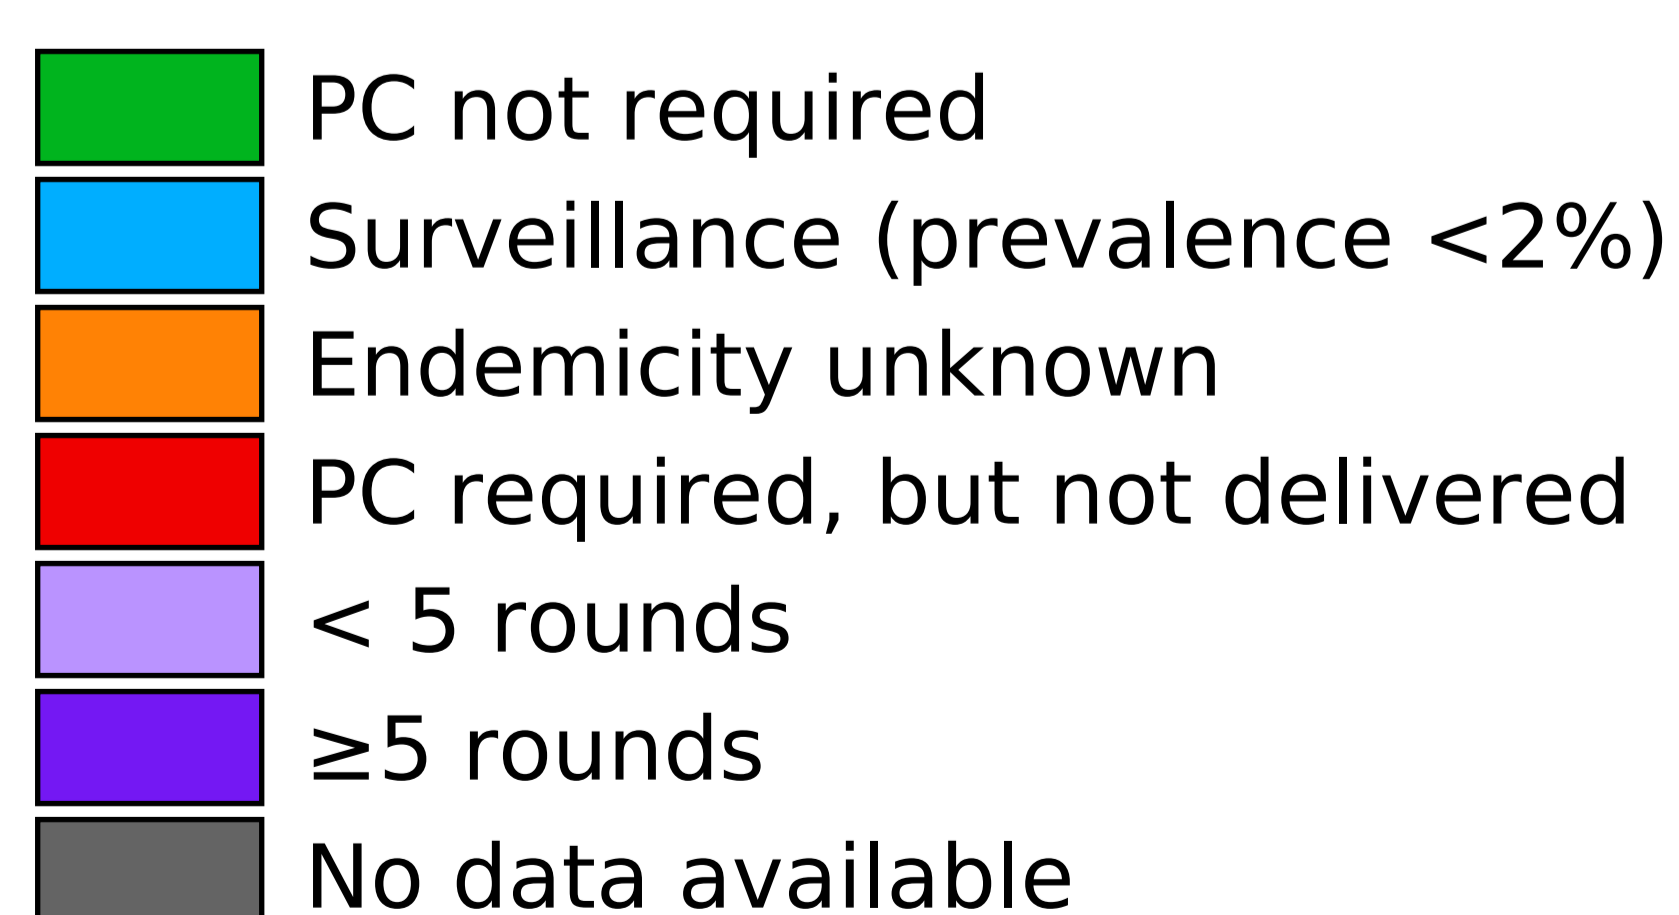 PC not required
Surveillance (prevalence <2%)
Endemicity unknown
PC required, but not delivered
< 5 rounds
≥5 rounds
No data available